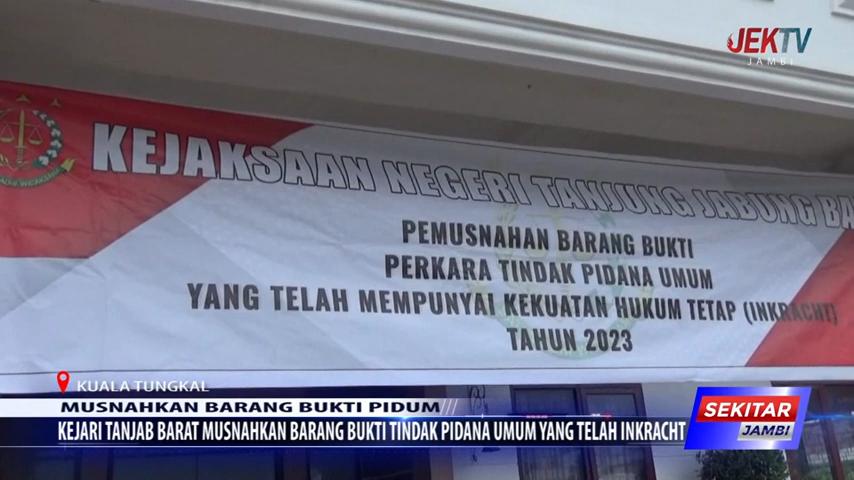 JEKTV
JAMBI
KEJAKSAAN NEGERI TANJUNG JABUNG BA
PEMUSNAHAN BARANG BUKTI
PERKARA TINDAK PIDANA UMUM
YANG TELAH MEMPUNYAI KEKUATAN HUKUM TETAP (INKRACHT)
TAHUN 2023
KUALA TUNGKAL
MUSNAHKAN BARANG BUKTI PIDUM
KEJARI TANJAB BARAT MUSNAHKAN BARANG BUKTI TINDAK PIDANA UMUM YANG TELAH INKRACHT
SEKITAR
JAMBI